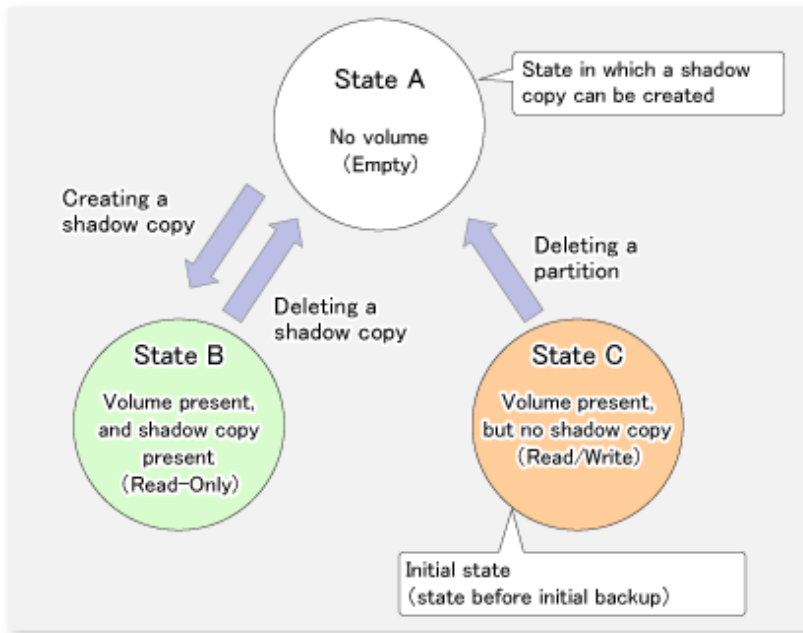 State A
No volume
(Empty)
State in which a shadow
copy can be created
Creating a
shadow copy
Deleting a
shadow copy
Deleting a
partition
State B
Volume present,
and shadow copy
present
(Read-Only)
State C
Volume present,
but no shadow copy
(Read/Write)
Initial state
(state before initial backup)